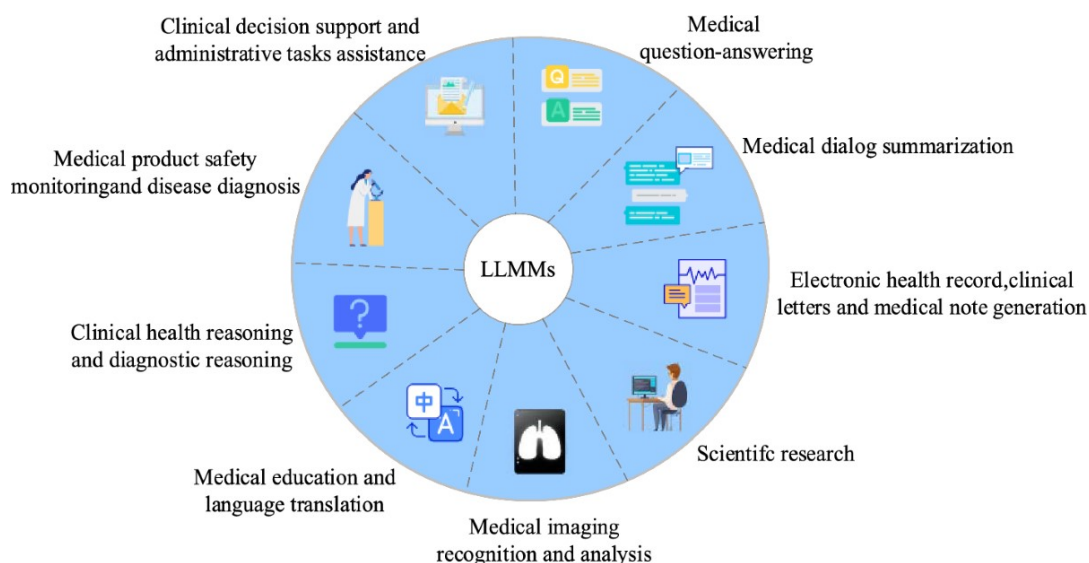 Clinical decision support and
administrative tasks assistance
Medical
question-answering
Q
A
Medical dialog summarization
Medical product safety
monitoringand disease diagnosis
LLMMs
Electronic health record,clinical
letters and medical note generation
?
Clinical health reasoning
and diagnostic reasoning
中
A
Scientifc research
Medical education and
language translation
Medical imaging
recognition and analysis